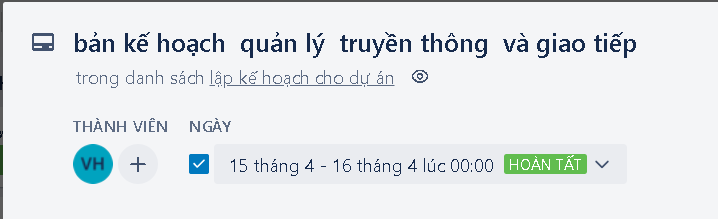 bản kế hoạch quản lý truyền thông và giao tiếp
trong danh sách lập kế hoạch cho dự án
THÀNH VIÊN NGÀY
VH + 15 tháng 4 - 16 tháng 4 lúc 00:00 HOÀN TẤT